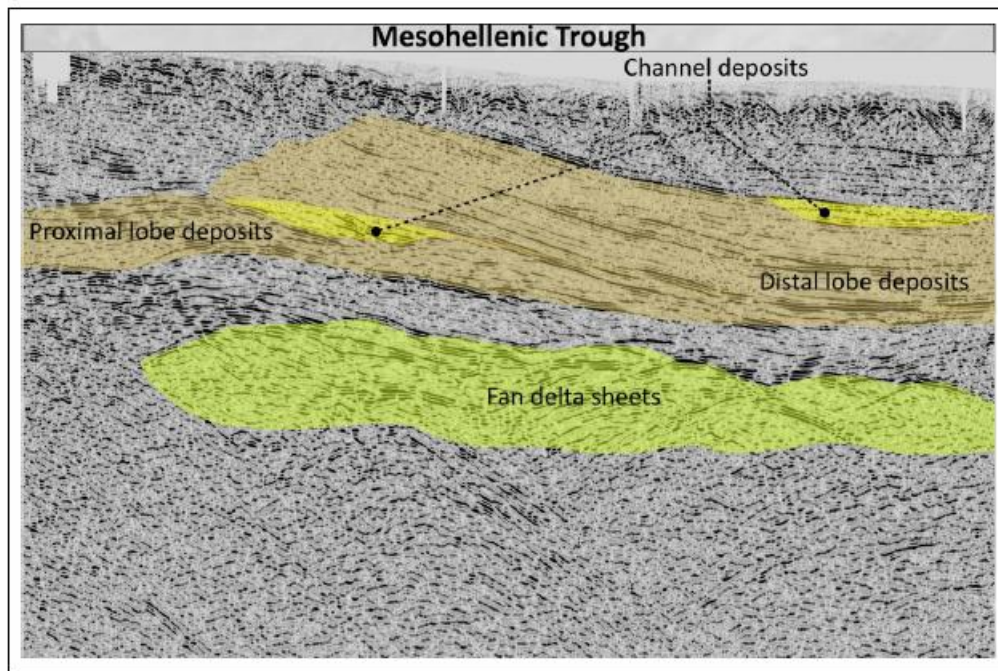 Mesohellenic Trough
Channel deposits
Proximal lobe deposits
Distal lobe deposits
Fan delta sheets